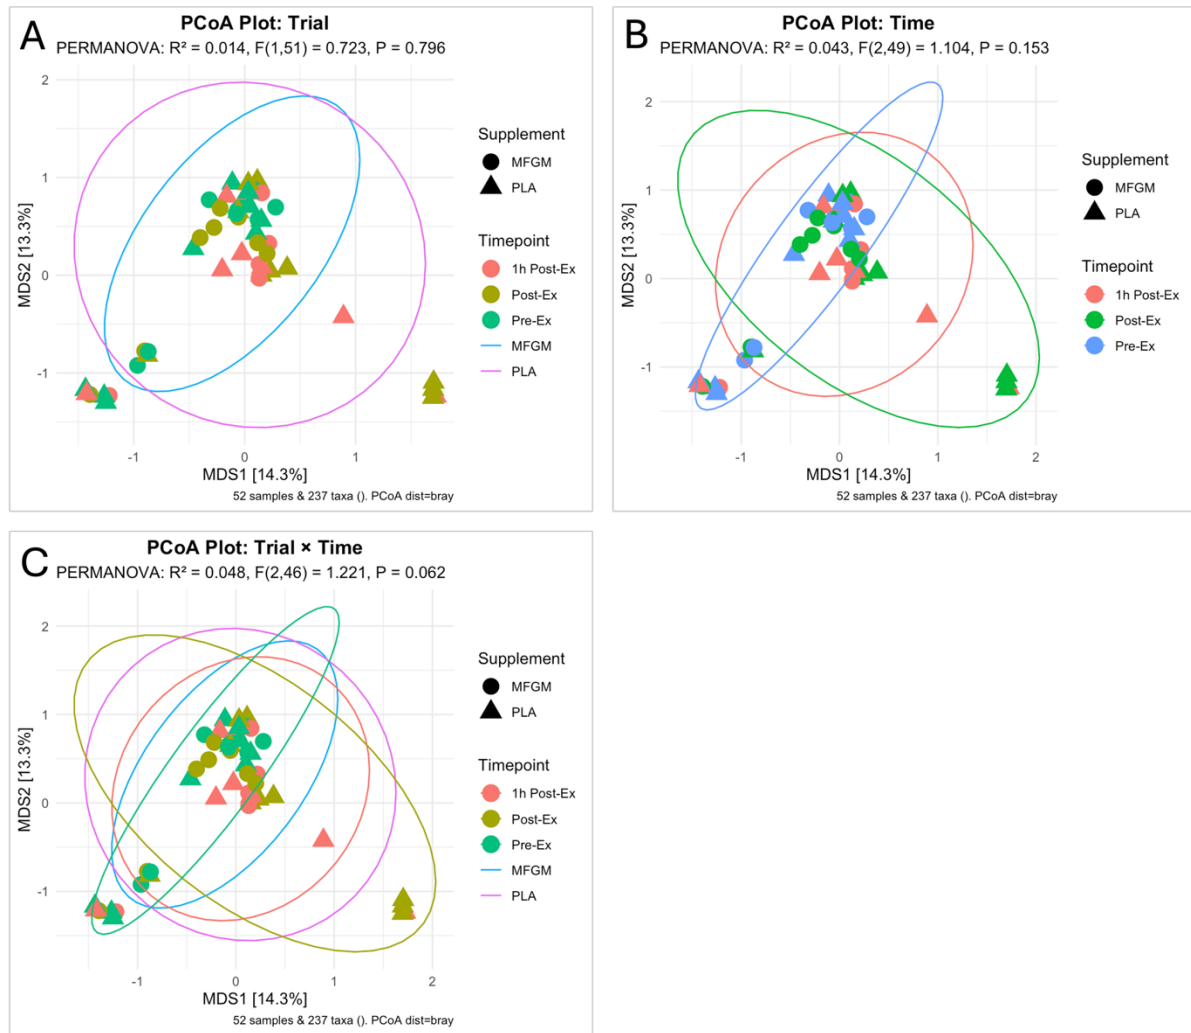 A
PCoA Plot: Trial
PERMANOVA: R² = 0.014, F(1,51) = 0.723, P = 0.796
2
1
0
-1
MDS2 [13.3%]
-1
0
1
MDS1 [14.3%]
52 samples & 237 taxa (). PCoA dist=bray
Supplement
MFGM
PLA
Timepoint
1h Post-Ex
Post-Ex
Pre-Ex
MFGM
PLA
B
PCoA Plot: Time
PERMANOVA: R² = 0.043, F(2,49) = 1.104, P = 0.153
2
1
0
-1
MDS2 [13.3%]
-1
0
1
2
MDS1 [14.3%]
52 samples & 237 taxa (). PCoA dist=bray
Supplement
MFGM
PLA
Timepoint
1h Post-Ex
Post-Ex
Pre-Ex
C
PCoA Plot: Trial × Time
PERMANOVA: R² = 0.048, F(2,46) = 1.221, P = 0.062
2
1
0
-1
MDS2 [13.3%]
-1
0
1
2
MDS1 [14.3%]
52 samples & 237 taxa (). PCoA dist=bray
Supplement
MFGM
PLA
Timepoint
1h Post-Ex
Post-Ex
Pre-Ex
MFGM
PLA